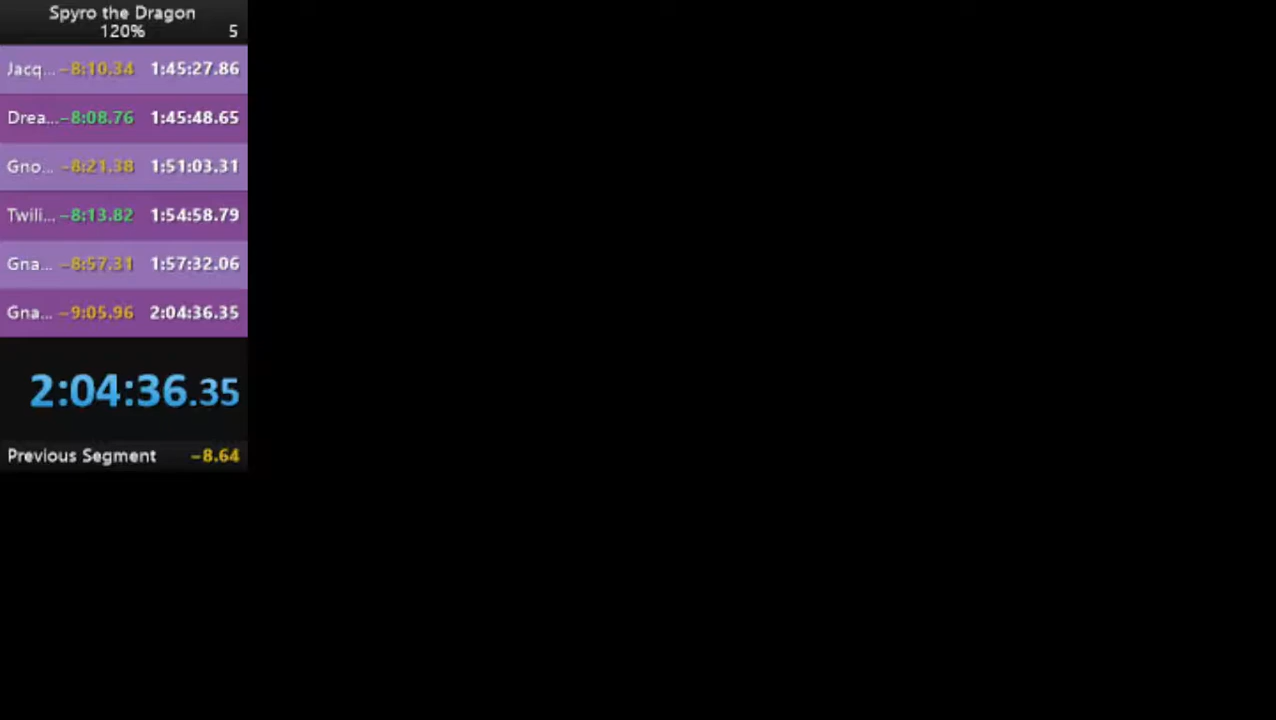 Spyro the Dragon
120% 5
Jacq... −8:10.34 1:45:27.86
Drea... −8:08.76 1:45:48.65
Gno... −8:21.38 1:51:03.31
Twili... −8:13.82 1:54:58.79
Gna... −8:57.31 1:57:32.06
Gna... −9:05.96 2:04:36.35
2:04:36.35
Previous Segment −8.64